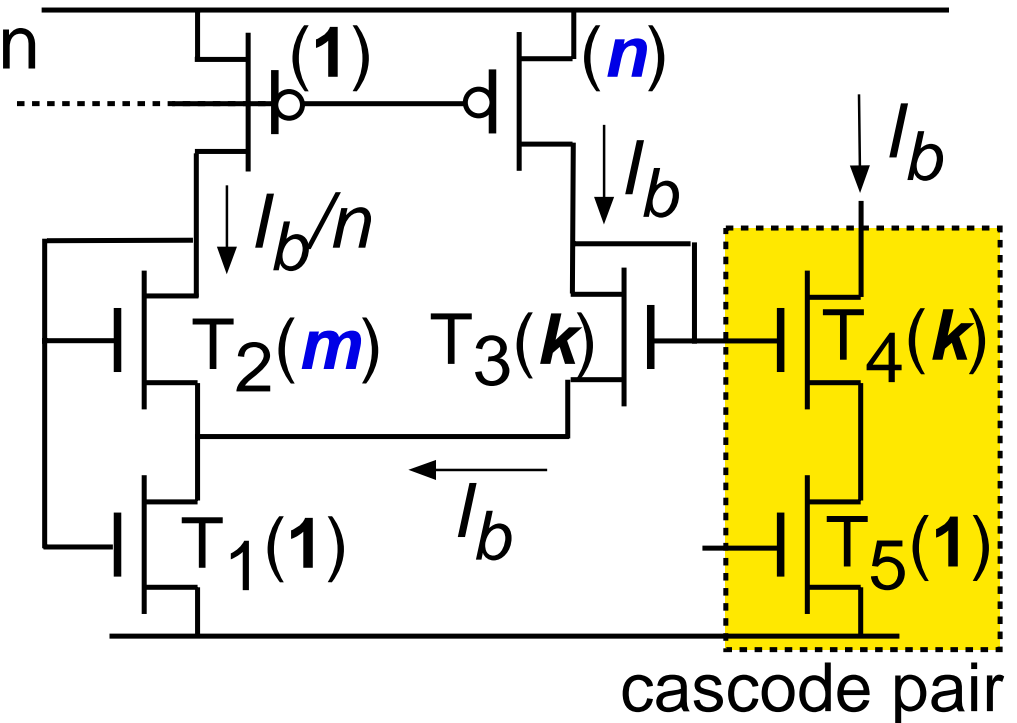 n
(1)
(n)
I_b
I_b
I_b/n
T_2(m)
T_3(k)
T_4(k)
I_b
T_1(1)
T_5(1)
cascode pair